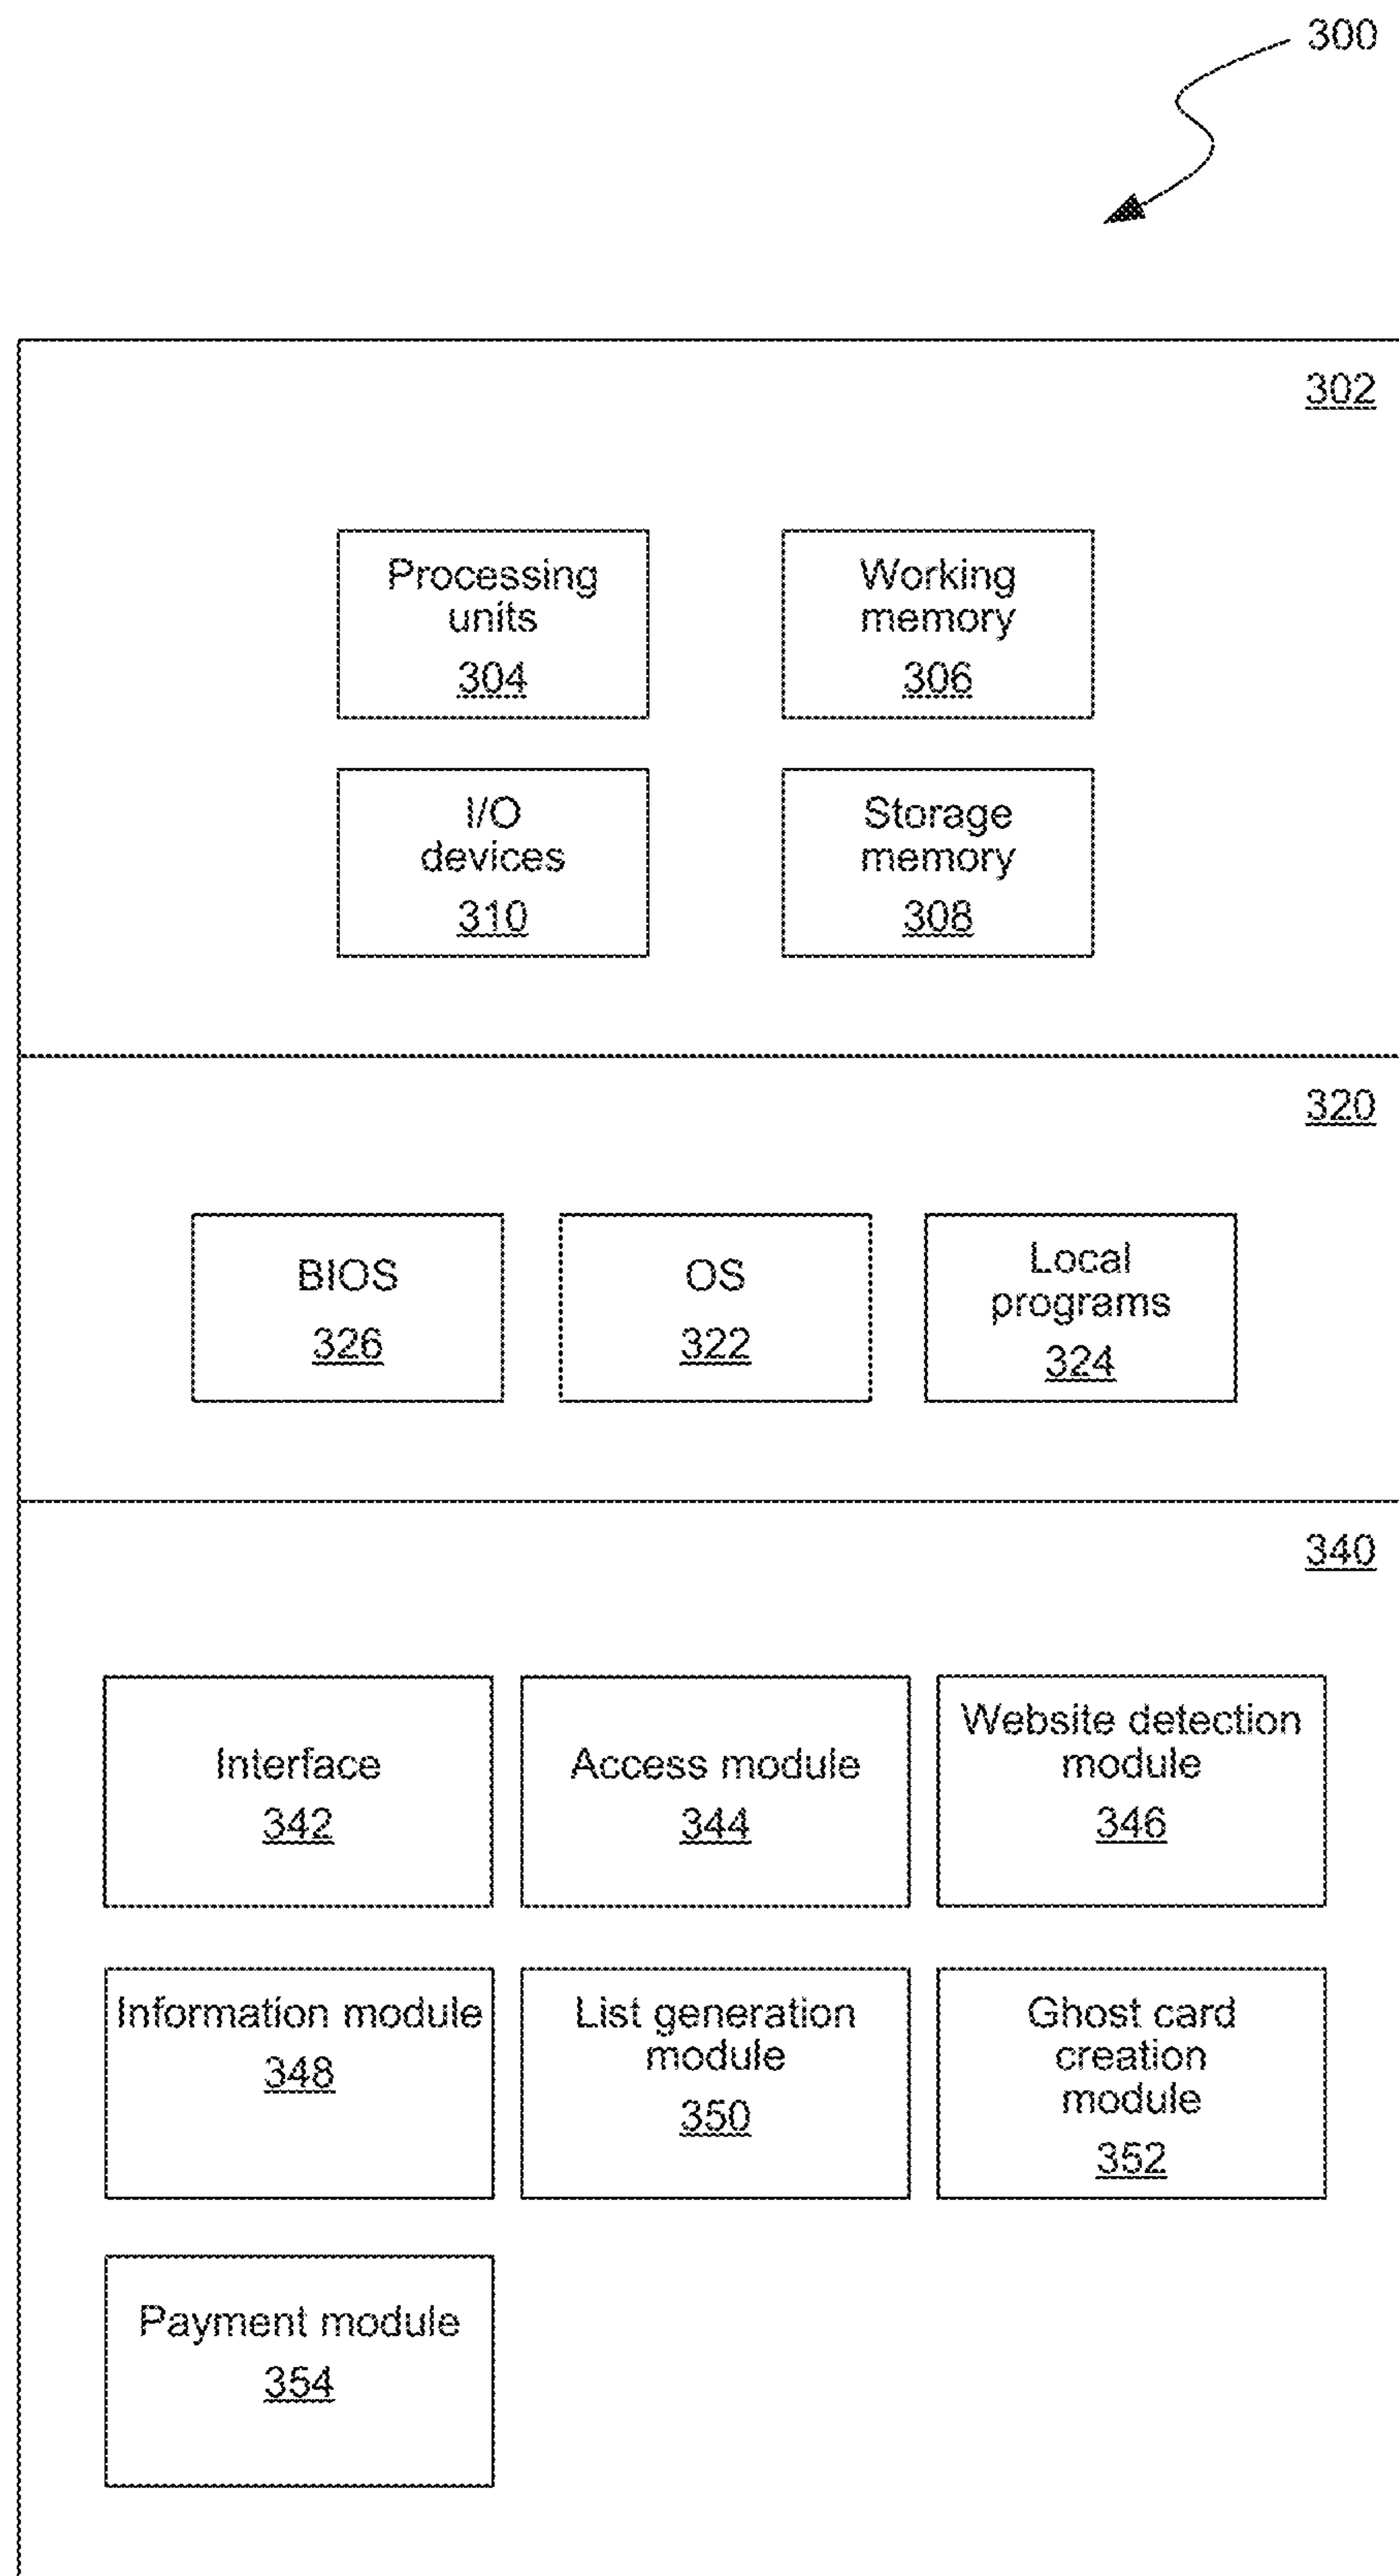 300
302
Processing
units
304
Working
memory
306
I/O
devices
310
Storage
memory
308
320
BIOS
326
OS
322
Local
programs
324
340
Interface
342
Access module
344
Website detection
module
346
Information module
348
List generation
module
350
Ghost card
creation
module
352
Payment module
354